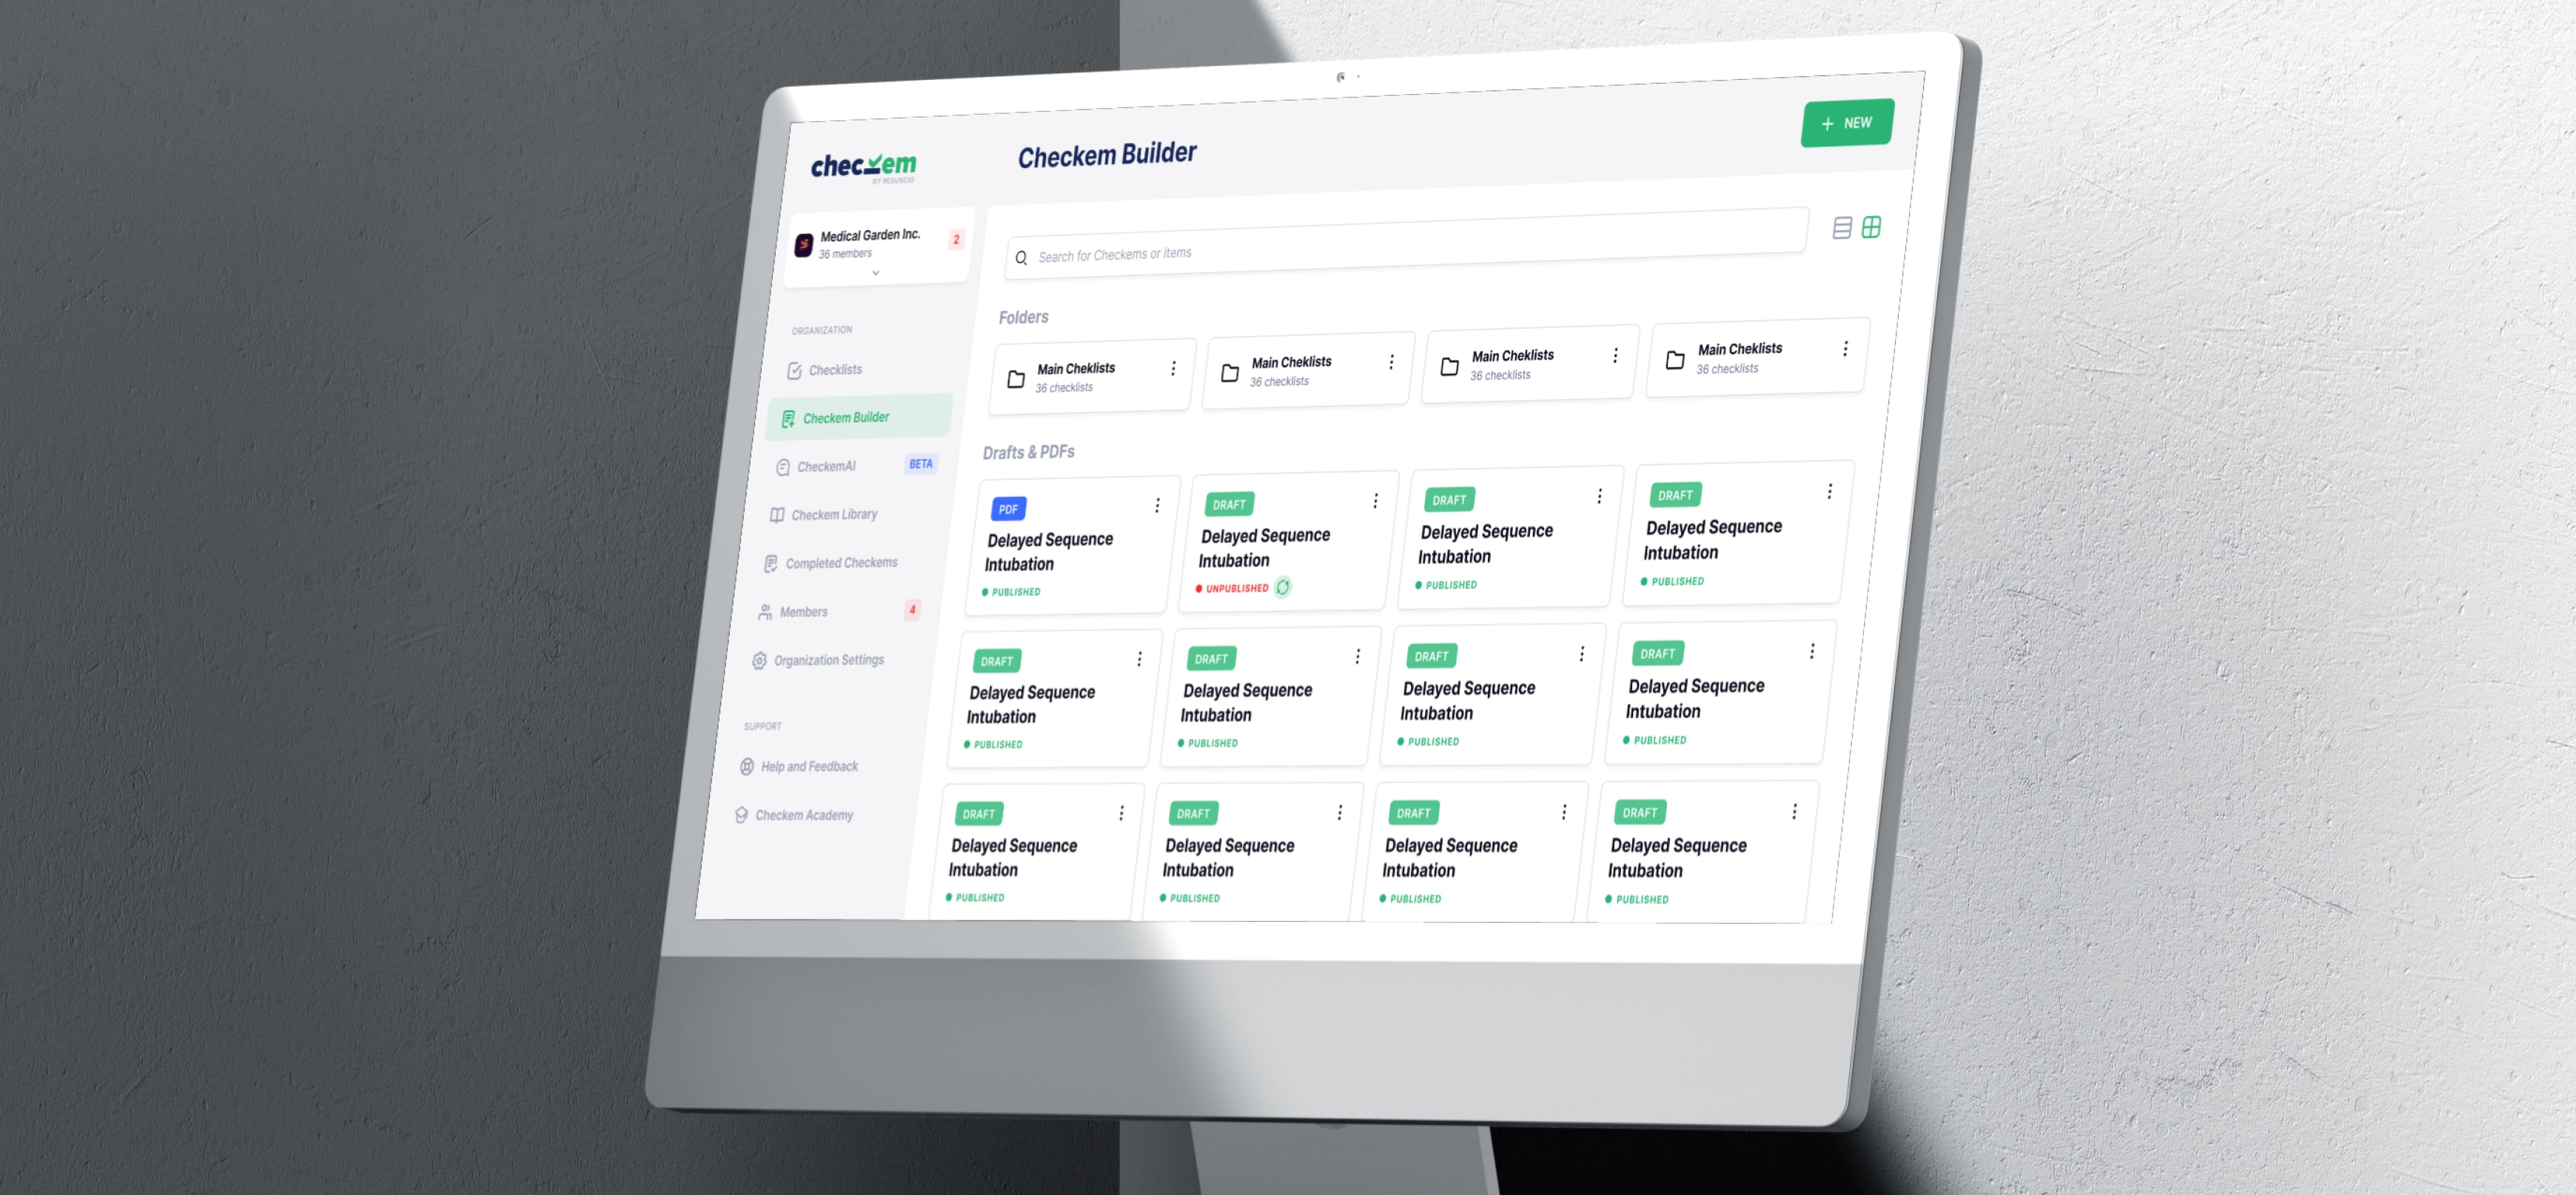 checkem
BY RESUSCIO
Checkem Builder
+ NEW
Medical Garden Inc.
36 members
2
Search for Checkems or items
ORGANIZATION
Checklists
Checkem Builder
CheckemAI
BETA
Checkem Library
Completed Checkems
Members
4
Organization Settings
SUPPORT
Help and Feedback
Checkem Academy
Folders
Main Cheklists
36 checklists
Main Cheklists
36 checklists
Main Cheklists
36 checklists
Main Cheklists
36 checklists
Drafts & PDFs
PDF
Delayed Sequence
Intubation
PUBLISHED
DRAFT
Delayed Sequence
Intubation
UNPUBLISHED
DRAFT
Delayed Sequence
Intubation
PUBLISHED
DRAFT
Delayed Sequence
Intubation
PUBLISHED
DRAFT
Delayed Sequence
Intubation
PUBLISHED
DRAFT
Delayed Sequence
Intubation
PUBLISHED
DRAFT
Delayed Sequence
Intubation
PUBLISHED
DRAFT
Delayed Sequence
Intubation
PUBLISHED
DRAFT
Delayed Sequence
Intubation
PUBLISHED
DRAFT
Delayed Sequence
Intubation
PUBLISHED
DRAFT
Delayed Sequence
Intubation
PUBLISHED
DRAFT
Delayed Sequence
Intubation
PUBLISHED